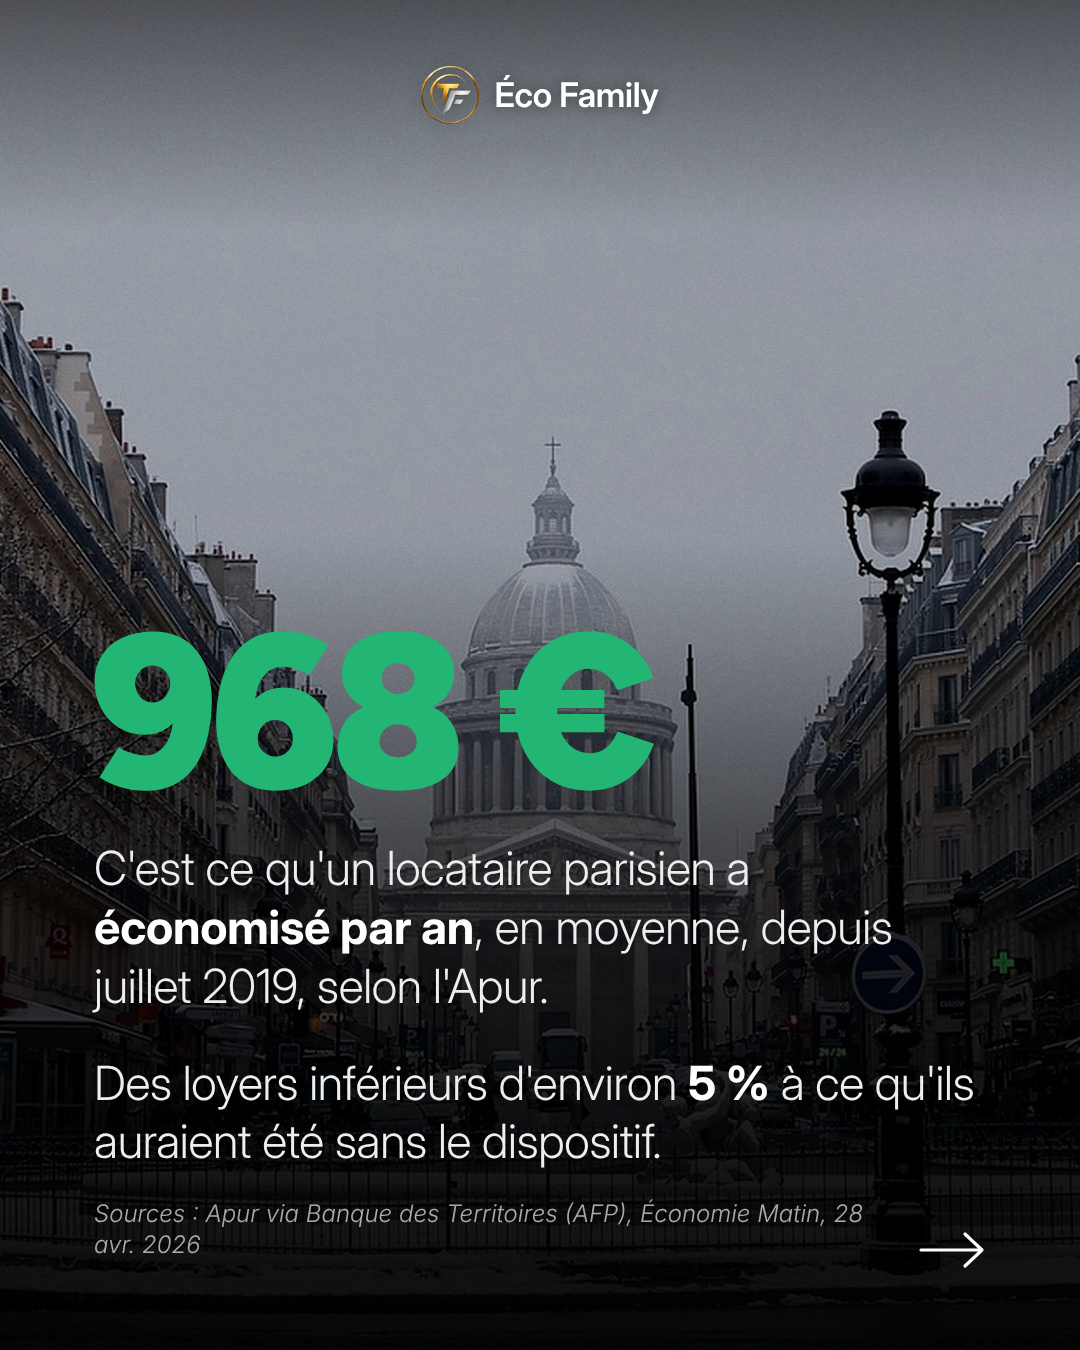 TF Éco Family
968 €
C'est ce qu'un locataire parisien a
économisé par an, en moyenne, depuis
juillet 2019, selon l'Apur.
Des loyers inférieurs d'environ 5 % à ce qu'ils
auraient été sans le dispositif.
Sources : Apur via Banque des Territoires (AFP), Économie Matin, 28
avr. 2026